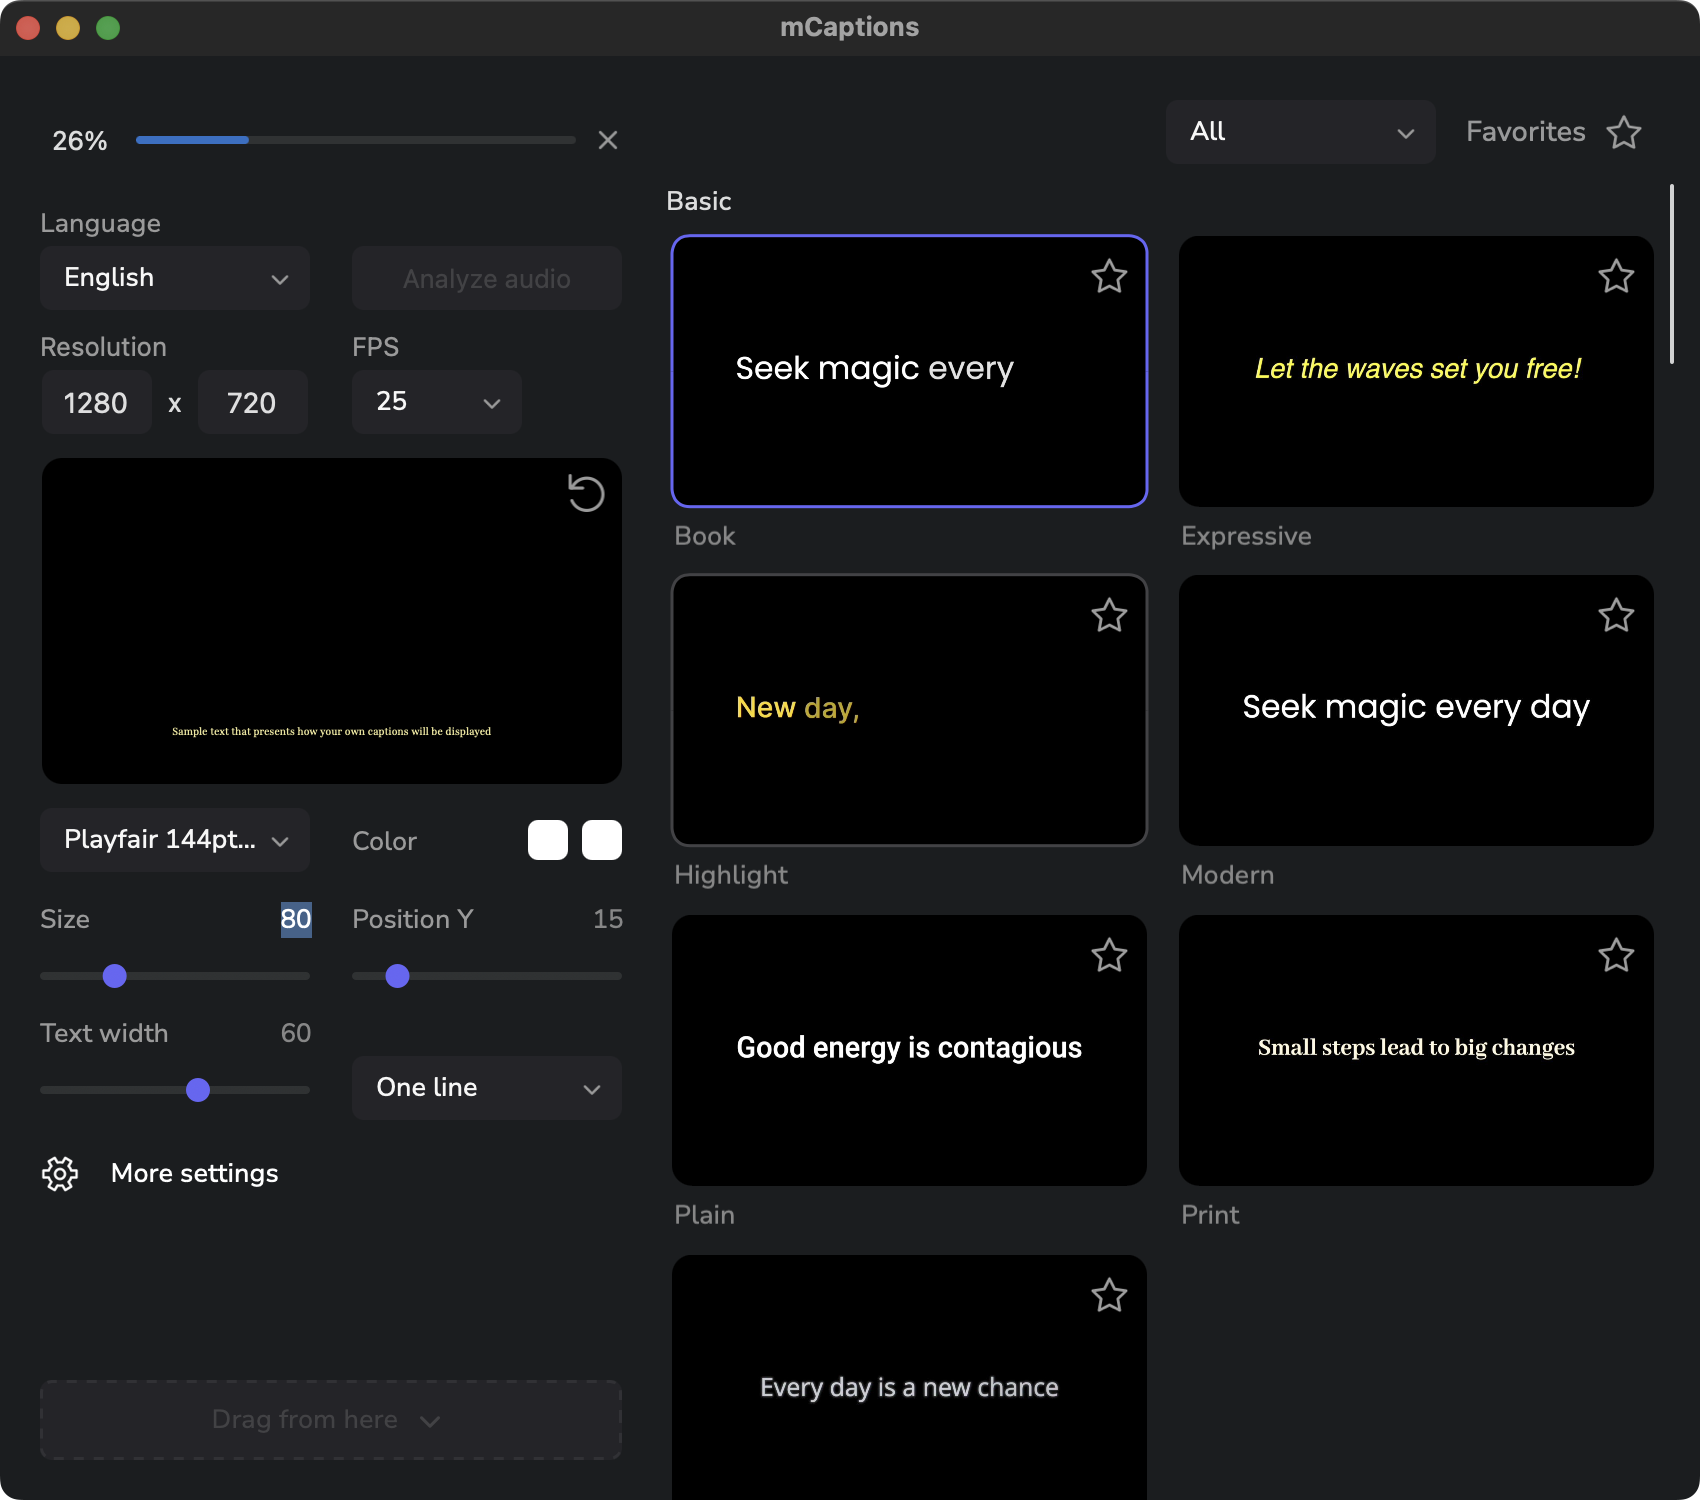 mCaptions
26%
All
Favorites
Language
English
Analyze audio
Resolution
FPS
1280 x 720
25
Sample text that presents how your own captions will be displayed
Playfair 144pt...
Color
Size 80
Position Y 15
Text width 60
One line
More settings
Drag from here
Basic
Seek magic every
Book
Let the waves set you free!
Expressive
New day,
Highlight
Seek magic every day
Modern
Good energy is contagious
Plain
Small steps lead to big changes
Print
Every day is a new chance